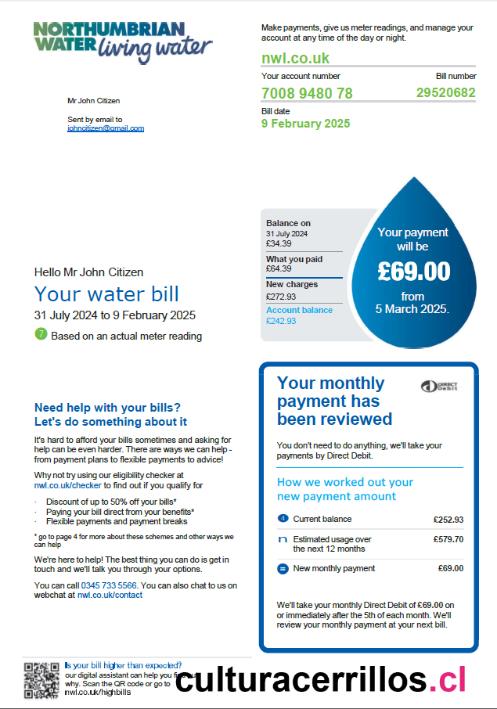 NORTHUMBRIAN
WATER living water
Make payments, give us meter readings, and manage your
account at any time of the day or night.
nwl.co.uk
Your account number Bill number
7008 9480 78 29520682
Bill date
9 February 2025
Mr John Citizen
Sent by email to
johncitizen@gmail.com
Balance on
31 July 2024
£34.39
What you paid
£64.39
New charges
£272.93
Account balance
£242.93
Your payment
will be
£69.00
from
5 March 2025.
Hello Mr John Citizen
Your water bill
31 July 2024 to 9 February 2025
Based on an actual meter reading
Need help with your bills?
Let's do something about it
It's hard to afford your bills sometimes and asking for
help can be even harder. There are ways we can help -
from payment plans to flexible payments to advice!
Why not try using our eligibility checker at
nwl.co.uk/checker to find out if you qualify for
· Discount of up to 50% off your bills*
· Paying your bill direct from your benefits*
· Flexible payments and payment breaks
* go to page 4 for more about these schemes and other ways we
can help
We're here to help! The best thing you can do is get in
touch and we'll talk you through your options.
You can call 0345 733 5566. You can also chat to us on
webchat at nwl.co.uk/contact
Your monthly
payment has
been reviewed
DIRECT
Debit
You don't need to do anything, we'll take your
payments by Direct Debit.
How we worked out your
new payment amount
Current balance £252.93
Estimated usage over £579.70
the next 12 months
= New monthly payment £69.00
We'll take your monthly Direct Debit of £69.00 on
or immediately after the 5th of each month. We'll
review your monthly payment at your next bill.
Is your bill higher than expected?
our digital assistant can help you find out
why. Scan the QR code or go to
nwl.co.uk/highbills
culturacerrillos.cl